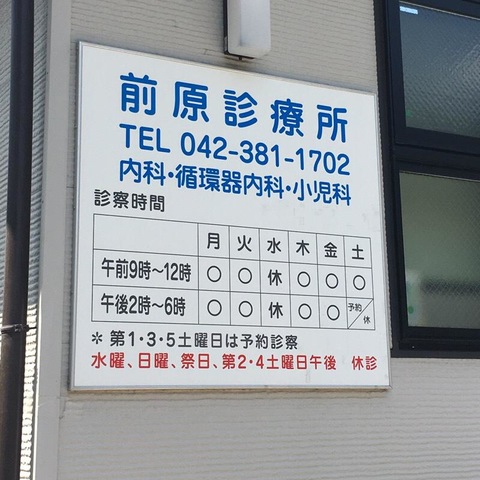 前原診療所
TEL 042-381-1702
内科・循環器内科・小児科
診察時間
月 火 水 木 金 土
午前9時〜12時 ○ ○ 休 ○ ○ ○
午後2時〜6時 ○ ○ 休 ○ ○ 予約/休
＊ 第1・3・5土曜日は予約診察
水曜、日曜、祭日、第2・4土曜日午後 休診